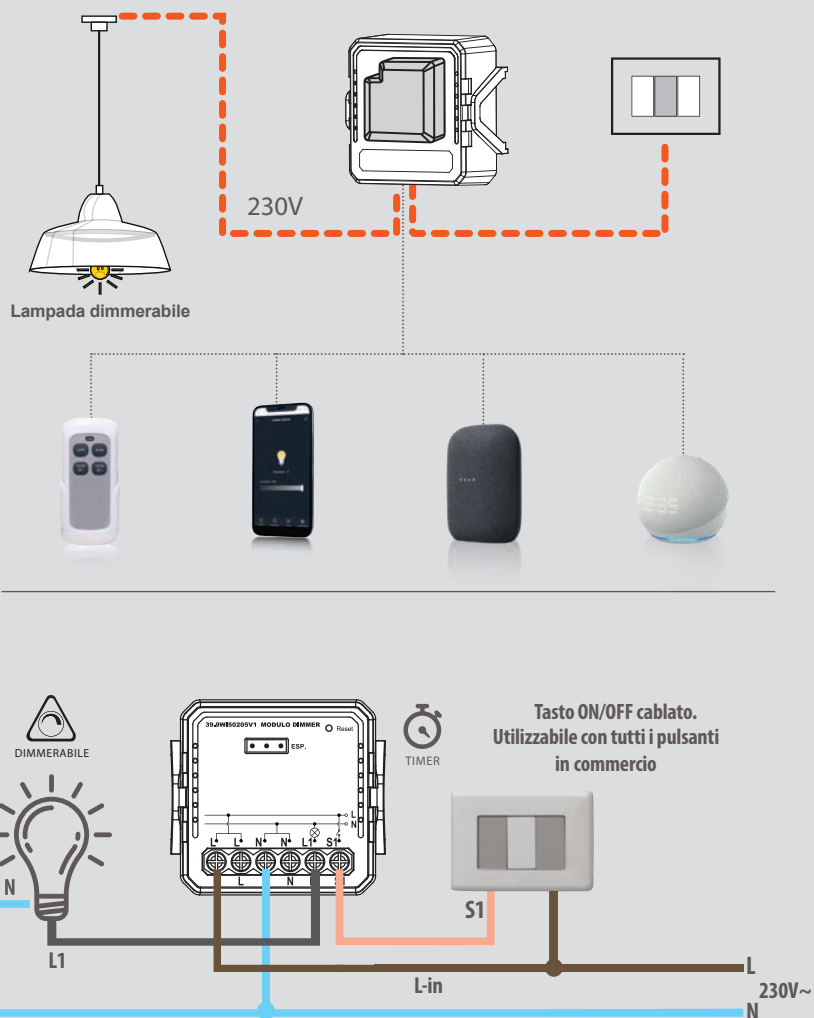 230V
Lampada dimmerabile
DIMMERABILE
TIMER
Tasto ON/OFF cablato.
Utilizzabile con tutti i pulsanti
in commercio
MODULO DIMMER
Reset
ESP.
L
N
L L N N L1 S1
L N
N
S1
L1
L-in
L
230V~
N